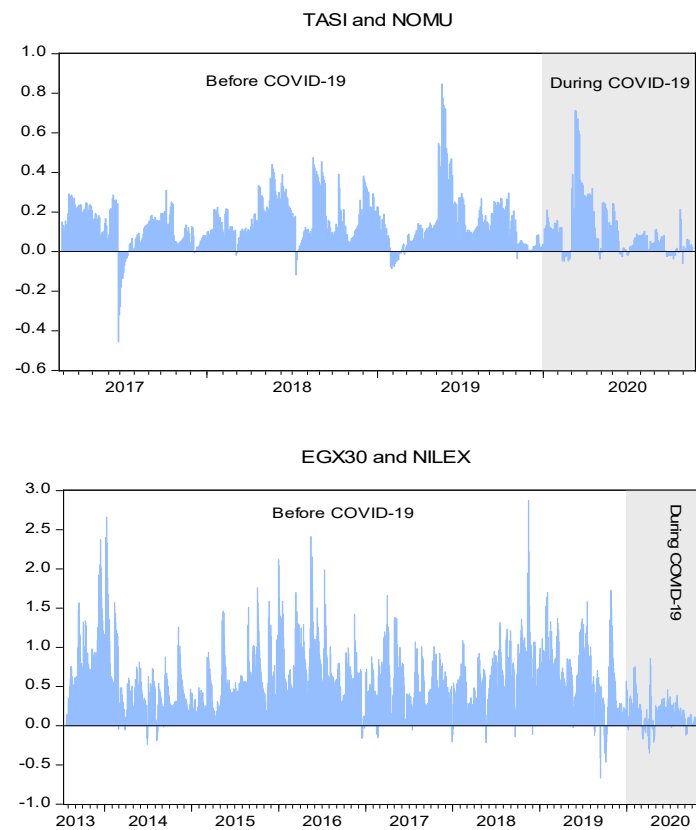 TASI and NOMU
1.0
Before COVID-19
During COVID-19
0.8
0.6
0.4
0.2
0.0
-0.2
-0.4
-0.6
2017 2018 2019 2020
EGX30 and NILEX
3.0
Before COVID-19
During COVID-19
2.5
2.0
1.5
1.0
0.5
0.0
-0.5
-1.0
2013 2014 2015 2016 2017 2018 2019 2020